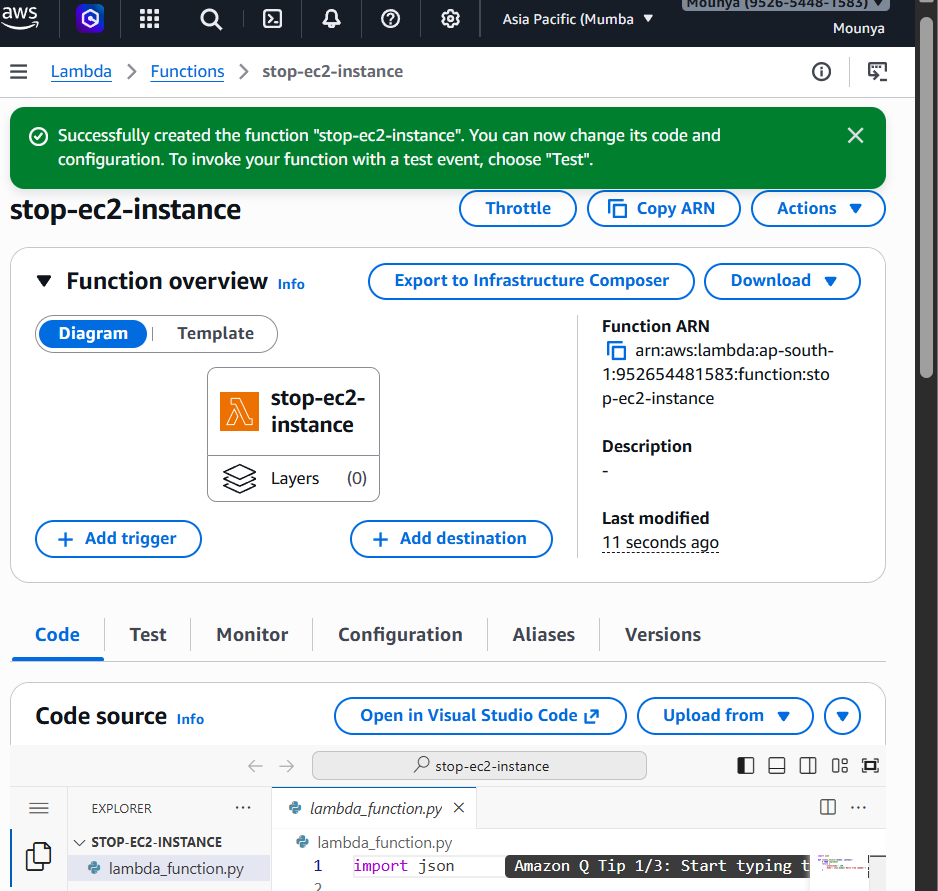 aws
Asia Pacific (Mumba
Mounya (9526-5448-1583)
Mounya
Lambda
Functions
stop-ec2-instance
Successfully created the function "stop-ec2-instance". You can now change its code and
configuration. To invoke your function with a test event, choose "Test".
stop-ec2-instance
Throttle
Copy ARN
Actions
Function overview Info
Export to Infrastructure Composer
Download
Diagram
Template
stop-ec2-
instance
Layers (0)
+ Add trigger
+ Add destination
Function ARN
arn:aws:lambda:ap-south-
1:952654481583:function:sto
p-ec2-instance
Description
-
Last modified
11 seconds ago
Code
Test
Monitor
Configuration
Aliases
Versions
Code source Info
Open in Visual Studio Code
Upload from
stop-ec2-instance
EXPLORER
STOP-EC2-INSTANCE
lambda_function.py
lambda_function.py
lambda_function.py
1 import json
Amazon Q Tip 1/3: Start typing t
2